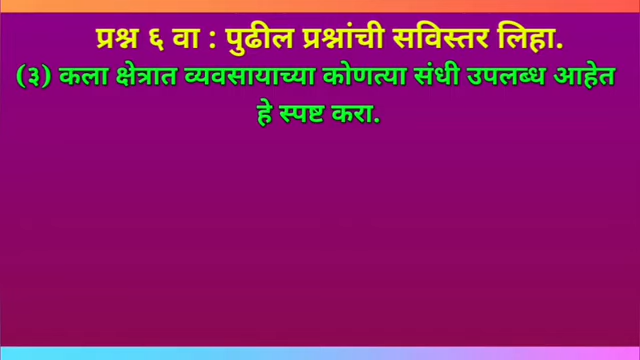 प्रश्न ६ वा : पुढील प्रश्नांची सविस्तर लिहा.
(३) कला क्षेत्रात व्यवसायाच्या कोणत्या संधी उपलब्ध आहेत
हे स्पष्ट करा.